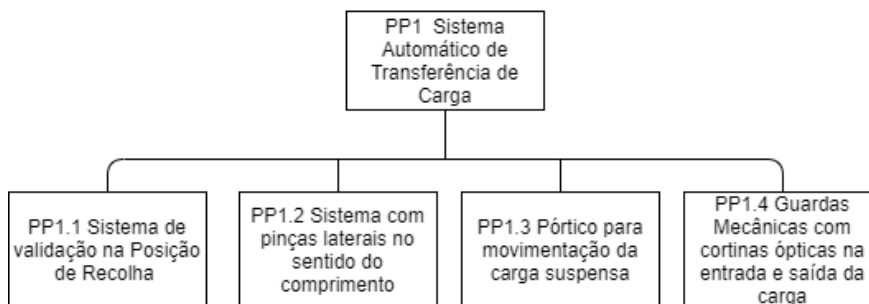 PP1 Sistema
Automático de
Transferência de
Carga
PP1.1 Sistema de
validação na Posição
de Recolha
PP1.2 Sistema com
pinças laterais no
sentido do
comprimento
PP1.3 Pórtico para
movimentação da
carga suspensa
PP1.4 Guardas
Mecânicas com
cortinas ópticas na
entrada e saída da
carga